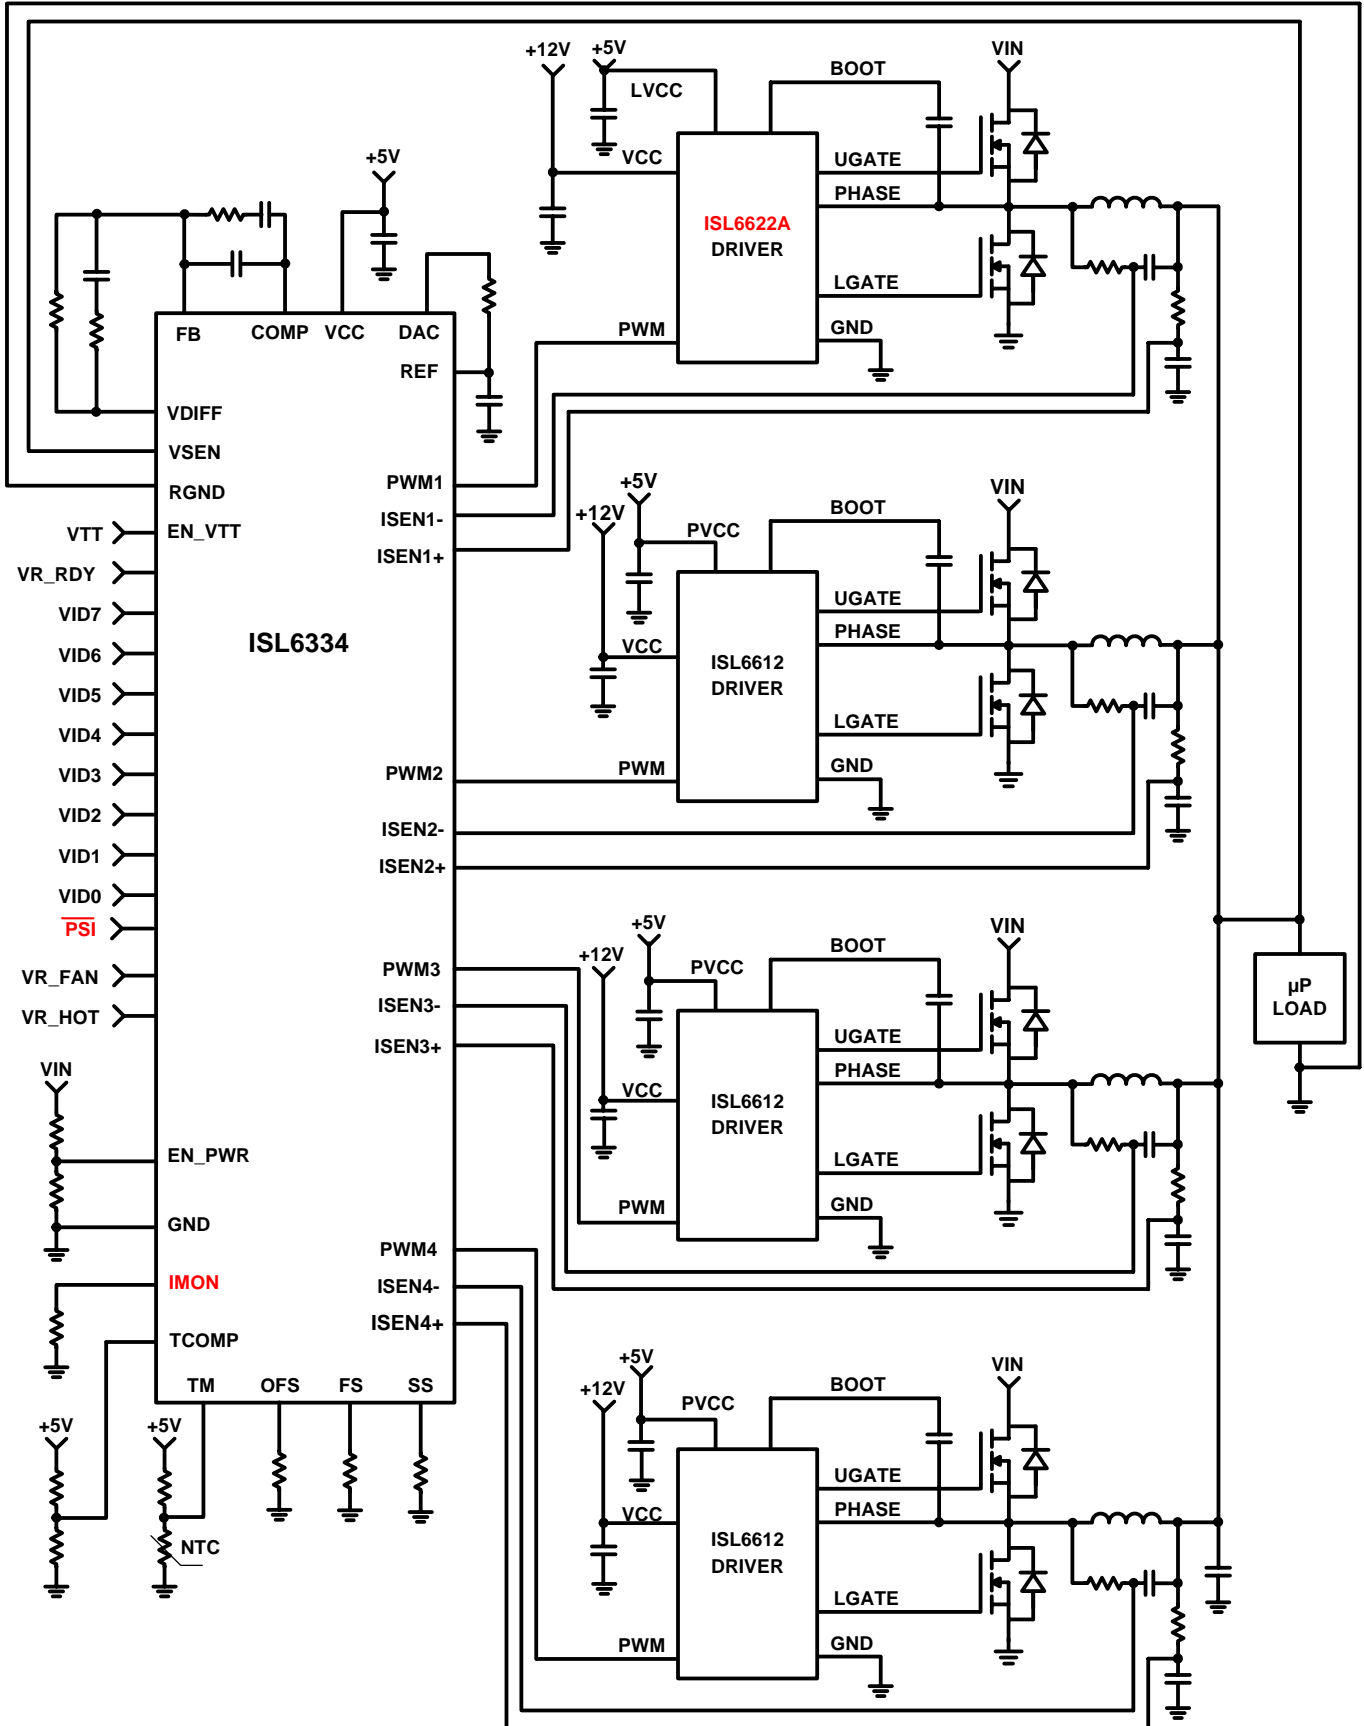 +12V
+5V
VIN
LVCC
BOOT
VCC
UGATE
PHASE
ISL6622A
DRIVER
LGATE
PWM
GND
+5V
FB
COMP
VCC
DAC
REF
VDIFF
VSEN
RGND
VTT
EN_VTT
VR_RDY
VID7
VID6
VID5
VID4
VID3
VID2
VID1
VID0
PSI
VR_FAN
VR_HOT
ISL6334
PWM1
ISEN1-
ISEN1+
PWM2
ISEN2-
ISEN2+
PWM3
ISEN3-
ISEN3+
PWM4
ISEN4-
ISEN4+
VIN
EN_PWR
GND
IMON
TCOMP
TM
OFS
FS
SS
+5V
+5V
NTC
+5V
+12V
VIN
PVCC
BOOT
VCC
UGATE
PHASE
ISL6612
DRIVER
LGATE
PWM
GND
+5V
+12V
VIN
PVCC
BOOT
VCC
UGATE
PHASE
ISL6612
DRIVER
LGATE
PWM
GND
µP
LOAD
+5V
+12V
VIN
PVCC
BOOT
VCC
UGATE
PHASE
ISL6612
DRIVER
LGATE
PWM
GND